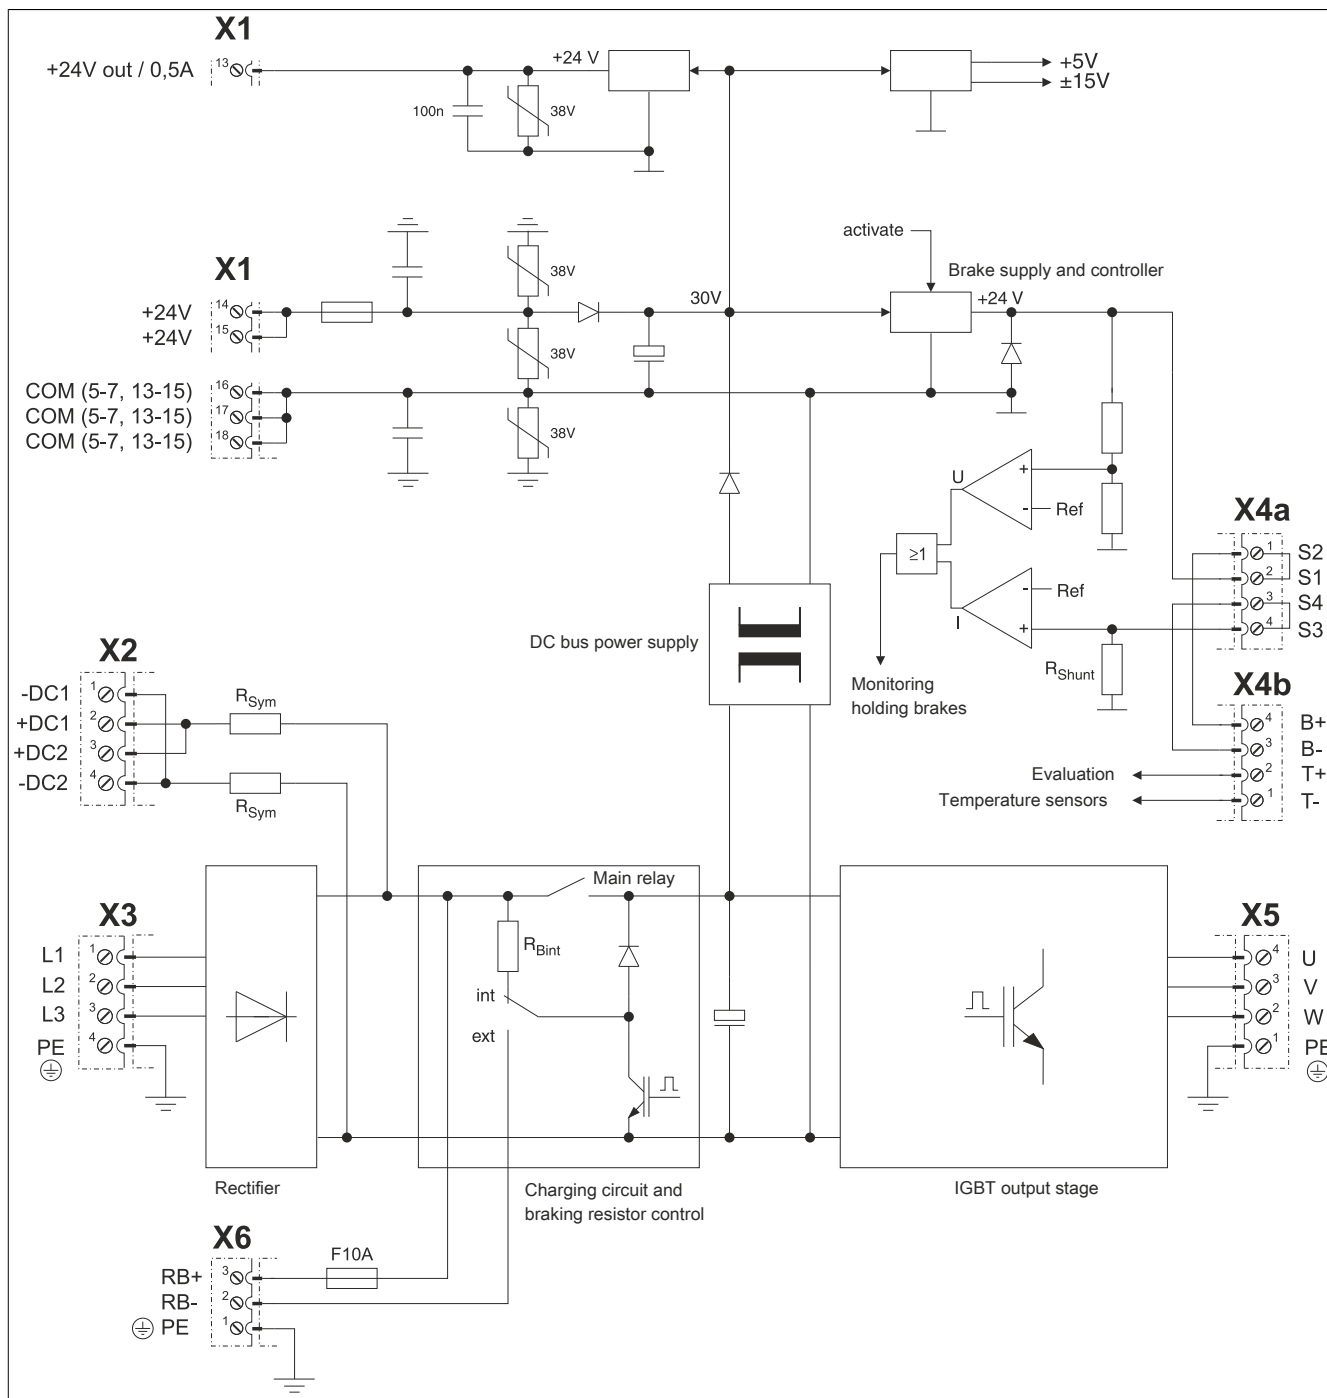 X1
+24V out / 0,5A
13
+24 V
+5V
±15V
100n
38V
X1
activate
Brake supply and controller
38V
+24V
14
30V
+24 V
+24V
15
38V
COM (5-7, 13-15)
16
COM (5-7, 13-15)
17
COM (5-7, 13-15)
18
38V
U
+
-
Ref
≥1
X4a
1
S2
2
S1
3
S4
4
S3
-
Ref
I
+
RShunt
DC bus power supply
Monitoring
holding brakes
X2
-DC1
1
+DC1
2
+DC2
3
-DC2
4
RSym
RSym
X4b
4
B+
3
B-
Evaluation
2
T+
Temperature sensors
1
T-
Main relay
X3
L1
1
L2
2
L3
3
PE
4
RBint
int
ext
X5
4
U
3
V
2
W
1
PE
Rectifier
Charging circuit and
braking resistor control
IGBT output stage
X6
F10A
RB+
3
RB-
2
PE
1